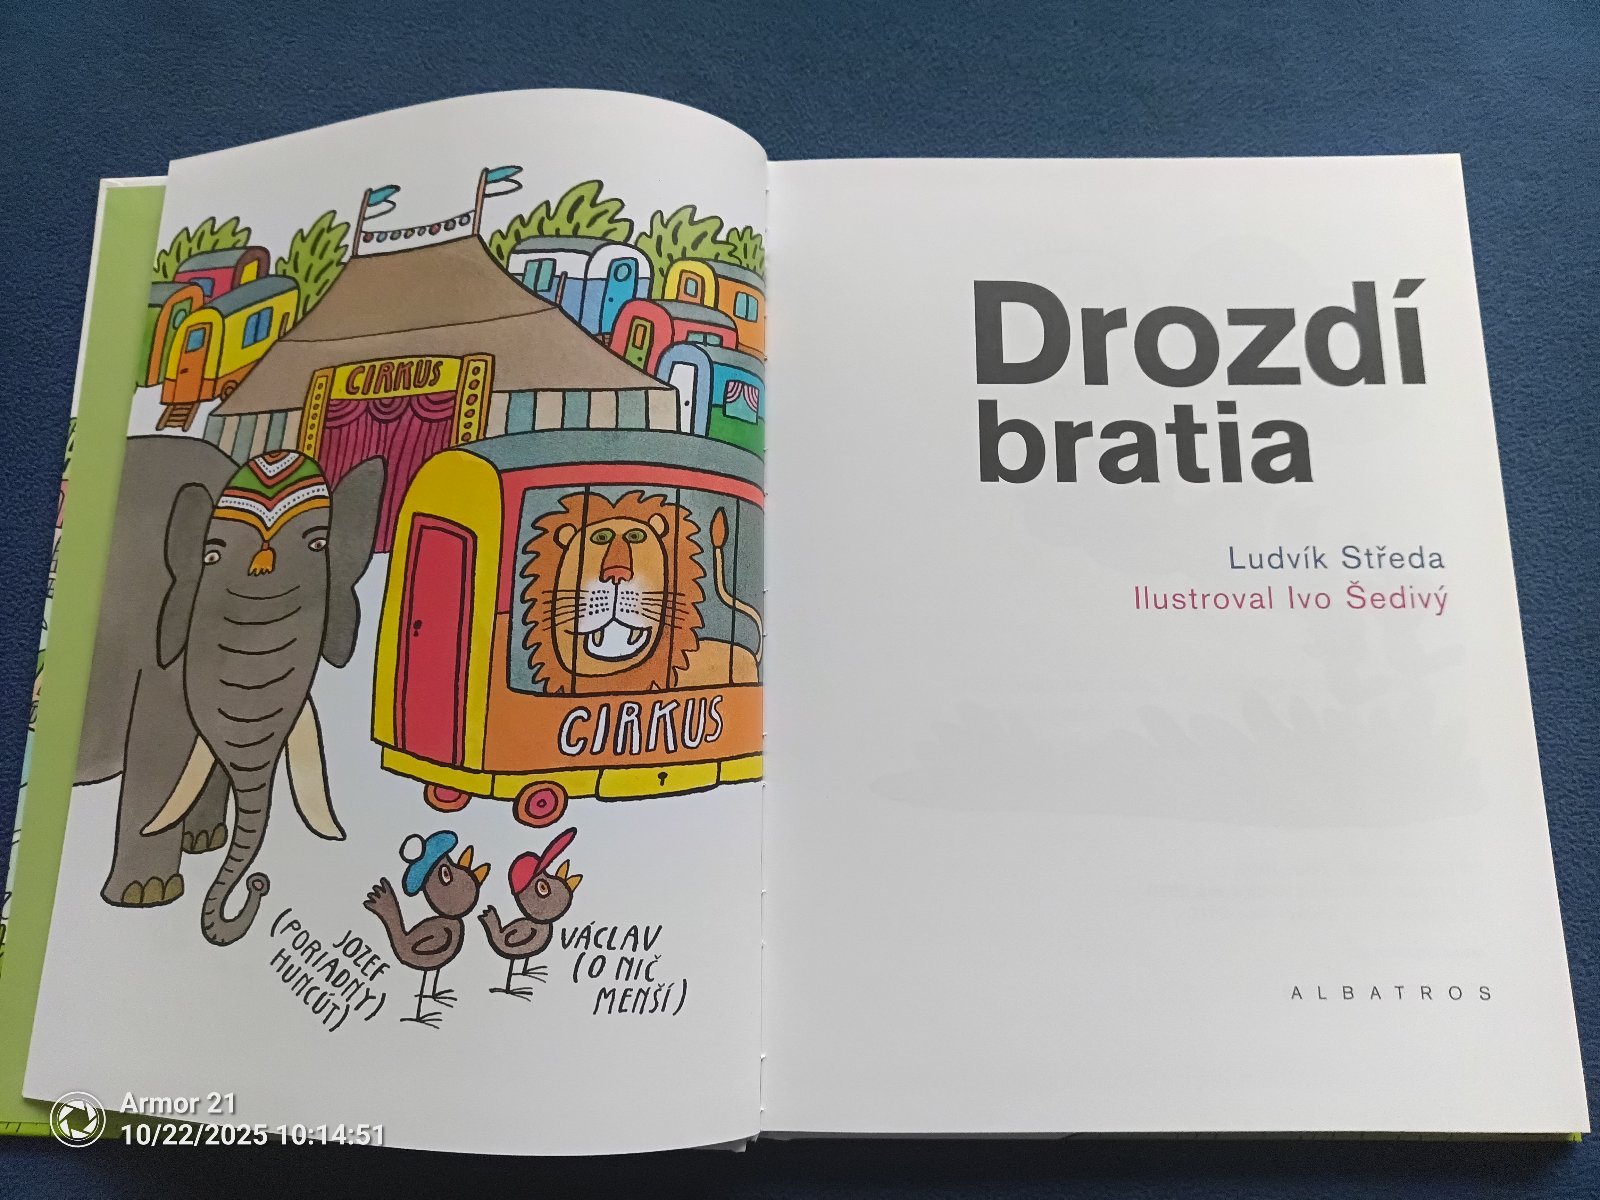 CIRKUS
CIRKUS
JOZEF
(PORIADNY)
HUNCÚT)
VÁCLAV
(O NIČ
MENŠÍ)
Drozdí
bratia
Ludvík Středa
Ilustroval Ivo Šedivý
ALBATROS
Armor 21
10/22/2025 10:14:51